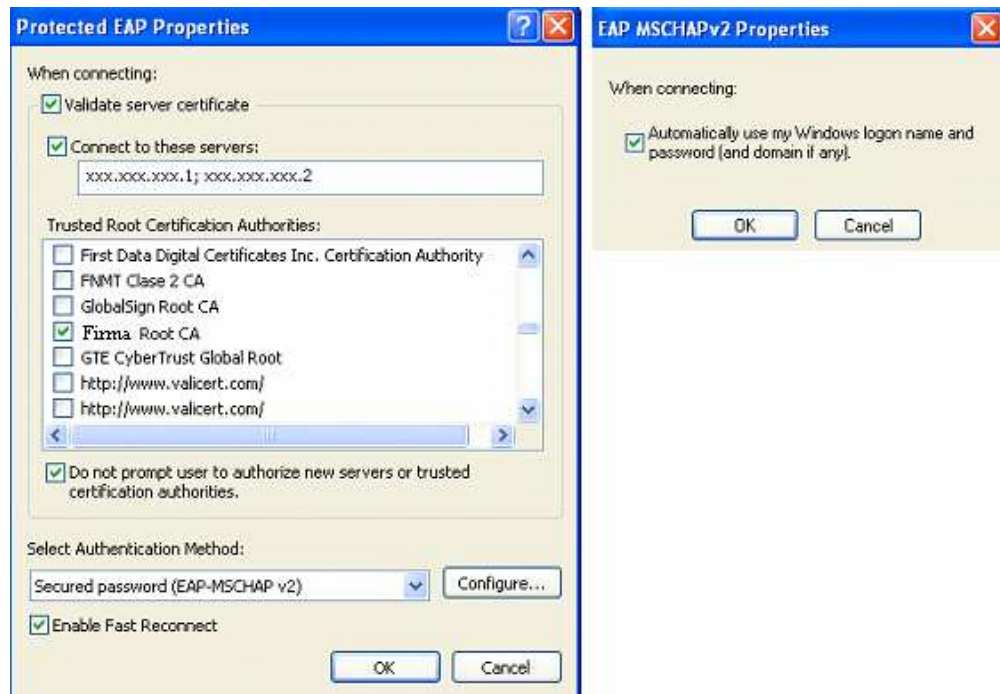 Protected EAP Properties
When connecting:
Validate server certificate
Connect to these servers:
xxx.xxx.xxx.1; xxx.xxx.xxx.2
Trusted Root Certification Authorities:
First Data Digital Certificates Inc. Certification Authority
FNMT Clase 2 CA
GlobalSign Root CA
Firma Root CA
GTE CyberTrust Global Root
http://www.valicert.com/
http://www.valicert.com/
Do not prompt user to authorize new servers or trusted
certification authorities.
Select Authentication Method:
Secured password (EAP-MSCHAP v2)
Configure...
Enable Fast Reconnect
OK
Cancel
EAP MSCHAPv2 Properties
When connecting:
Automatically use my Windows logon name and
password (and domain if any).
OK
Cancel